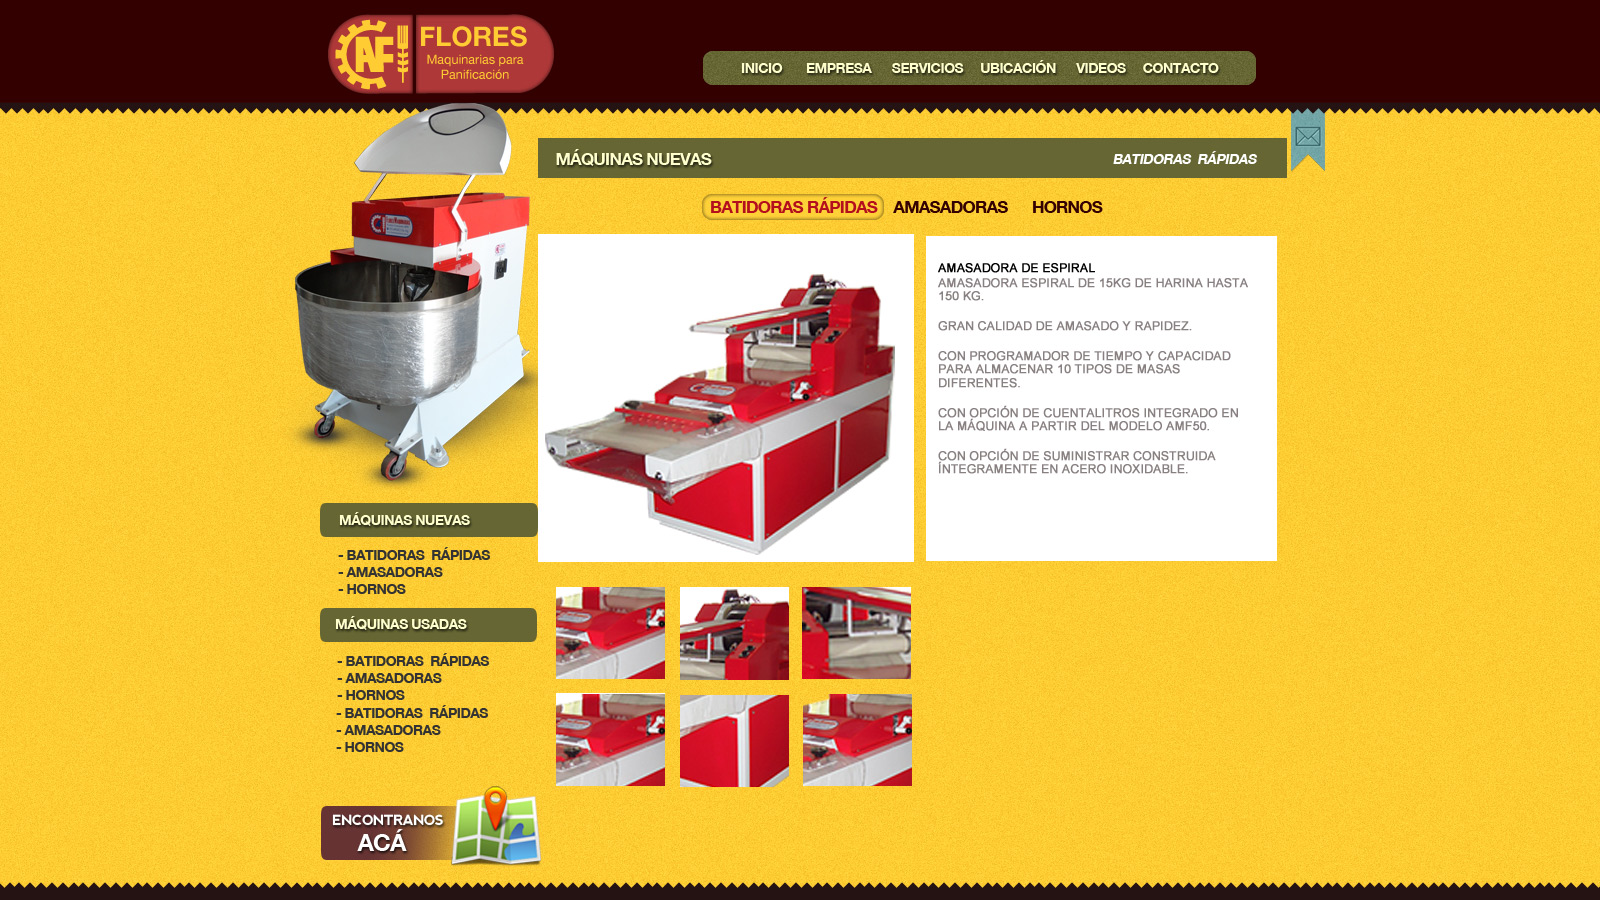 FLORES
Maquinarias para
Panificación
INICIO EMPRESA SERVICIOS UBICACIÓN VIDEOS CONTACTO
MÁQUINAS NUEVAS
BATIDORAS RÁPIDAS
BATIDORAS RÁPIDAS AMASADORAS HORNOS
AMASADORA DE ESPIRAL
AMASADORA ESPIRAL DE 15KG DE HARINA HASTA
150 KG.
GRAN CALIDAD DE AMASADO Y RAPIDEZ.
CON PROGRAMADOR DE TIEMPO Y CAPACIDAD
PARA ALMACENAR 10 TIPOS DE MASAS
DIFERENTES.
CON OPCIÓN DE CUENTALITROS INTEGRADO EN
LA MÁQUINA A PARTIR DEL MODELO AMF50.
CON OPCIÓN DE SUMINISTRAR CONSTRUIDA
ÍNTEGRAMENTE EN ACERO INOXIDABLE.
MÁQUINAS NUEVAS
- BATIDORAS RÁPIDAS
- AMASADORAS
- HORNOS
MÁQUINAS USADAS
- BATIDORAS RÁPIDAS
- AMASADORAS
- HORNOS
- BATIDORAS RÁPIDAS
- AMASADORAS
- HORNOS
ENCONTRANOS
ACÁ